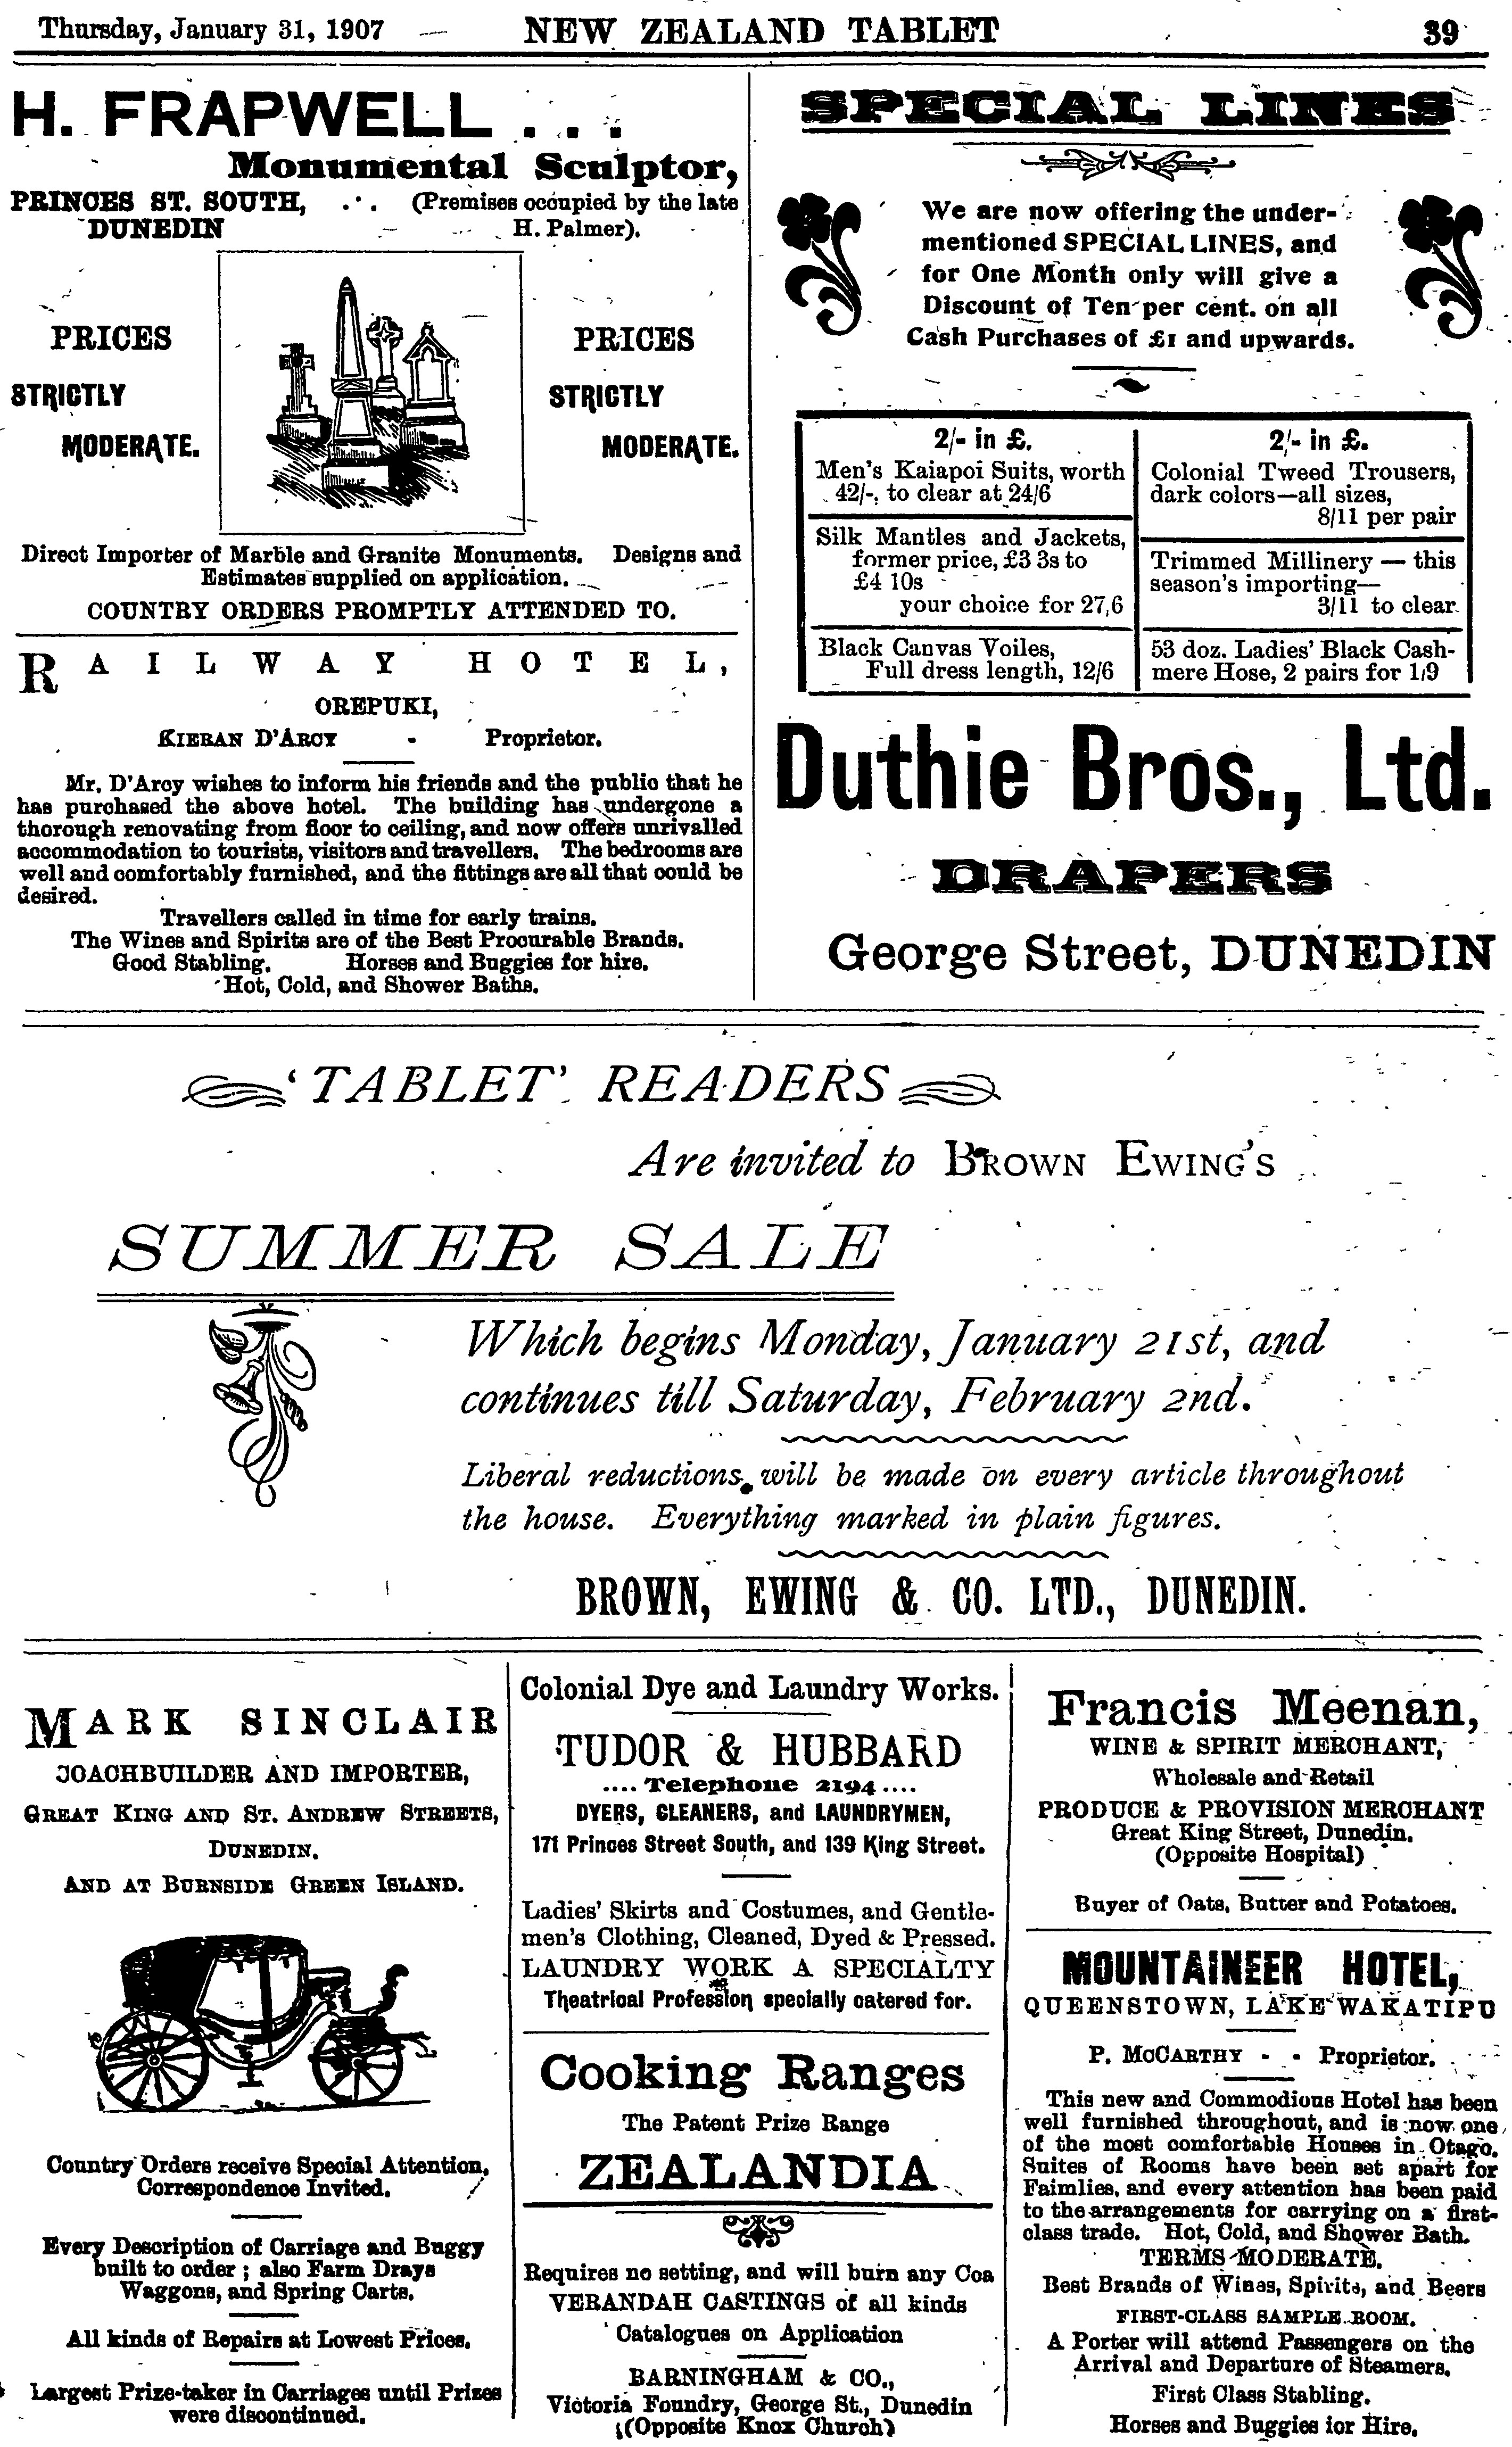 Thursday, January 31, 1907 NEW ZEALAND TABLET 39
H. FRAPWELL . . .
Monumental Sculptor,
PRINCES ST. SOUTH, .·. (Premises occupied by the late
DUNEDIN H. Palmer).
PRICES
STRICTLY
MODERATE.
PRICES
STRICTLY
MODERATE.
Direct Importer of Marble and Granite Monuments. Designs and
Estimates supplied on application.
COUNTRY ORDERS PROMPTLY ATTENDED TO.
RAILWAY HOTEL,
OREPUKI,
KIERAN D'ARCY - Proprietor.
Mr. D'Arcy wishes to inform his friends and the public that he
has purchased the above hotel. The building has undergone a
thorough renovating from floor to ceiling, and now offers unrivalled
accommodation to tourists, visitors and travellers. The bedrooms are
well and comfortably furnished, and the fittings are all that could be
desired.
Travellers called in time for early trains.
The Wines and Spirits are of the Best Procurable Brands.
Good Stabling. Horses and Buggies for hire.
Hot, Cold, and Shower Baths.
SPECIAL LINES
We are now offering the under-
mentioned SPECIAL LINES, and
for One Month only will give a
Discount of Ten per cent. on all
Cash Purchases of £1 and upwards.
2/- in £.
Men's Kaiapoi Suits, worth
42/-, to clear at 24/6
Silk Mantles and Jackets,
former price, £3 3s to
£4 10s
your choice for 27,6
Black Canvas Voiles,
Full dress length, 12/6
2/- in £.
Colonial Tweed Trousers,
dark colors—all sizes,
8/11 per pair
Trimmed Millinery — this
season's importing—
3/11 to clear.
53 doz. Ladies' Black Cash-
mere Hose, 2 pairs for 1/9
Duthie Bros., Ltd.
DRAPERS
George Street, DUNEDIN
'TABLET' READERS
Are invited to BROWN EWING'S
SUMMER SALE
Which begins Monday, January 21st, and
continues till Saturday, February 2nd.
Liberal reductions will be made on every article throughout
the house. Everything marked in plain figures.
BROWN, EWING & CO. LTD., DUNEDIN.
MARK SINCLAIR
COACHBUILDER AND IMPORTER,
GREAT KING AND ST. ANDREW STREETS,
DUNEDIN.
AND AT BURNSIDE GREEN ISLAND.
Country Orders receive Special Attention,
Correspondence Invited.
Every Description of Carriage and Buggy
built to order ; also Farm Drays
Waggons, and Spring Carts.
All kinds of Repairs at Lowest Prices.
Largest Prize-taker in Carriages until Prizes
were discontinued.
Colonial Dye and Laundry Works.
TUDOR & HUBBARD
.... Telephone 2194 ....
DYERS, CLEANERS, and LAUNDRYMEN,
171 Princes Street South, and 139 King Street.
Ladies' Skirts and Costumes, and Gentle-
men's Clothing, Cleaned, Dyed & Pressed.
LAUNDRY WORK A SPECIALTY
Theatrical Profession specially catered for.
Cooking Ranges
The Patent Prize Range
ZEALANDIA
Requires no setting, and will burn any Coa
VERANDAH CASTINGS of all kinds
Catalogues on Application
BARNINGHAM & CO.,
Victoria Foundry, George St., Dunedin
(Opposite Knox Church)
Francis Meenan,
WINE & SPIRIT MERCHANT,
Wholesale and Retail
PRODUCE & PROVISION MERCHANT
Great King Street, Dunedin.
(Opposite Hospital)
Buyer of Oats, Butter and Potatoes.
MOUNTAINEER HOTEL,
QUEENSTOWN, LAKE WAKATIPU
P. MCCARTHY - - Proprietor.
This new and Commodious Hotel has been
well furnished throughout, and is now one
of the most comfortable Houses in Otago.
Suites of Rooms have been set apart for
Faimlies, and every attention has been paid
to the arrangements for carrying on a first-
class trade. Hot, Cold, and Shower Bath.
TERMS MODERATE.
Best Brands of Wines, Spirits, and Beers
FIRST-CLASS SAMPLE ROOM.
A Porter will attend Passengers on the
Arrival and Departure of Steamers.
First Class Stabling.
Horses and Buggies for Hire.